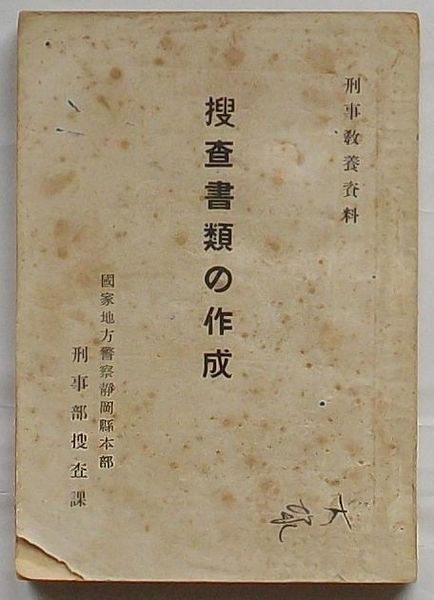 刑事教養資料
捜査書類の作成
國家地方警察靜岡縣本部
刑事部捜査課